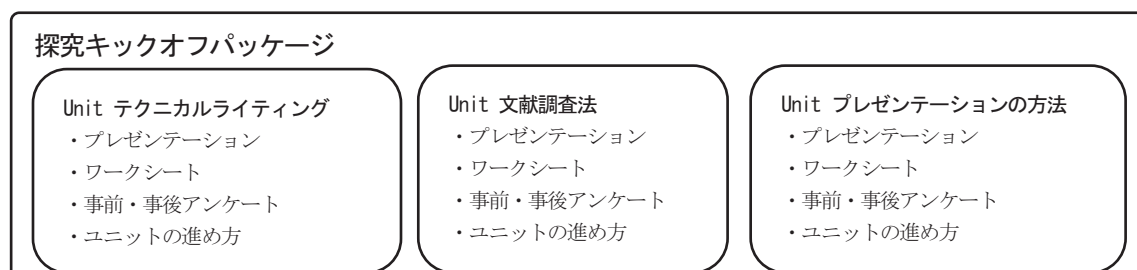 探究キックオフパッケージ
Unit テクニカルライティング
・プレゼンテーション
・ワークシート
・事前・事後アンケート
・ユニットの進め方
Unit 文献調査法
・プレゼンテーション
・ワークシート
・事前・事後アンケート
・ユニットの進め方
Unit プレゼンテーションの方法
・プレゼンテーション
・ワークシート
・事前・事後アンケート
・ユニットの進め方